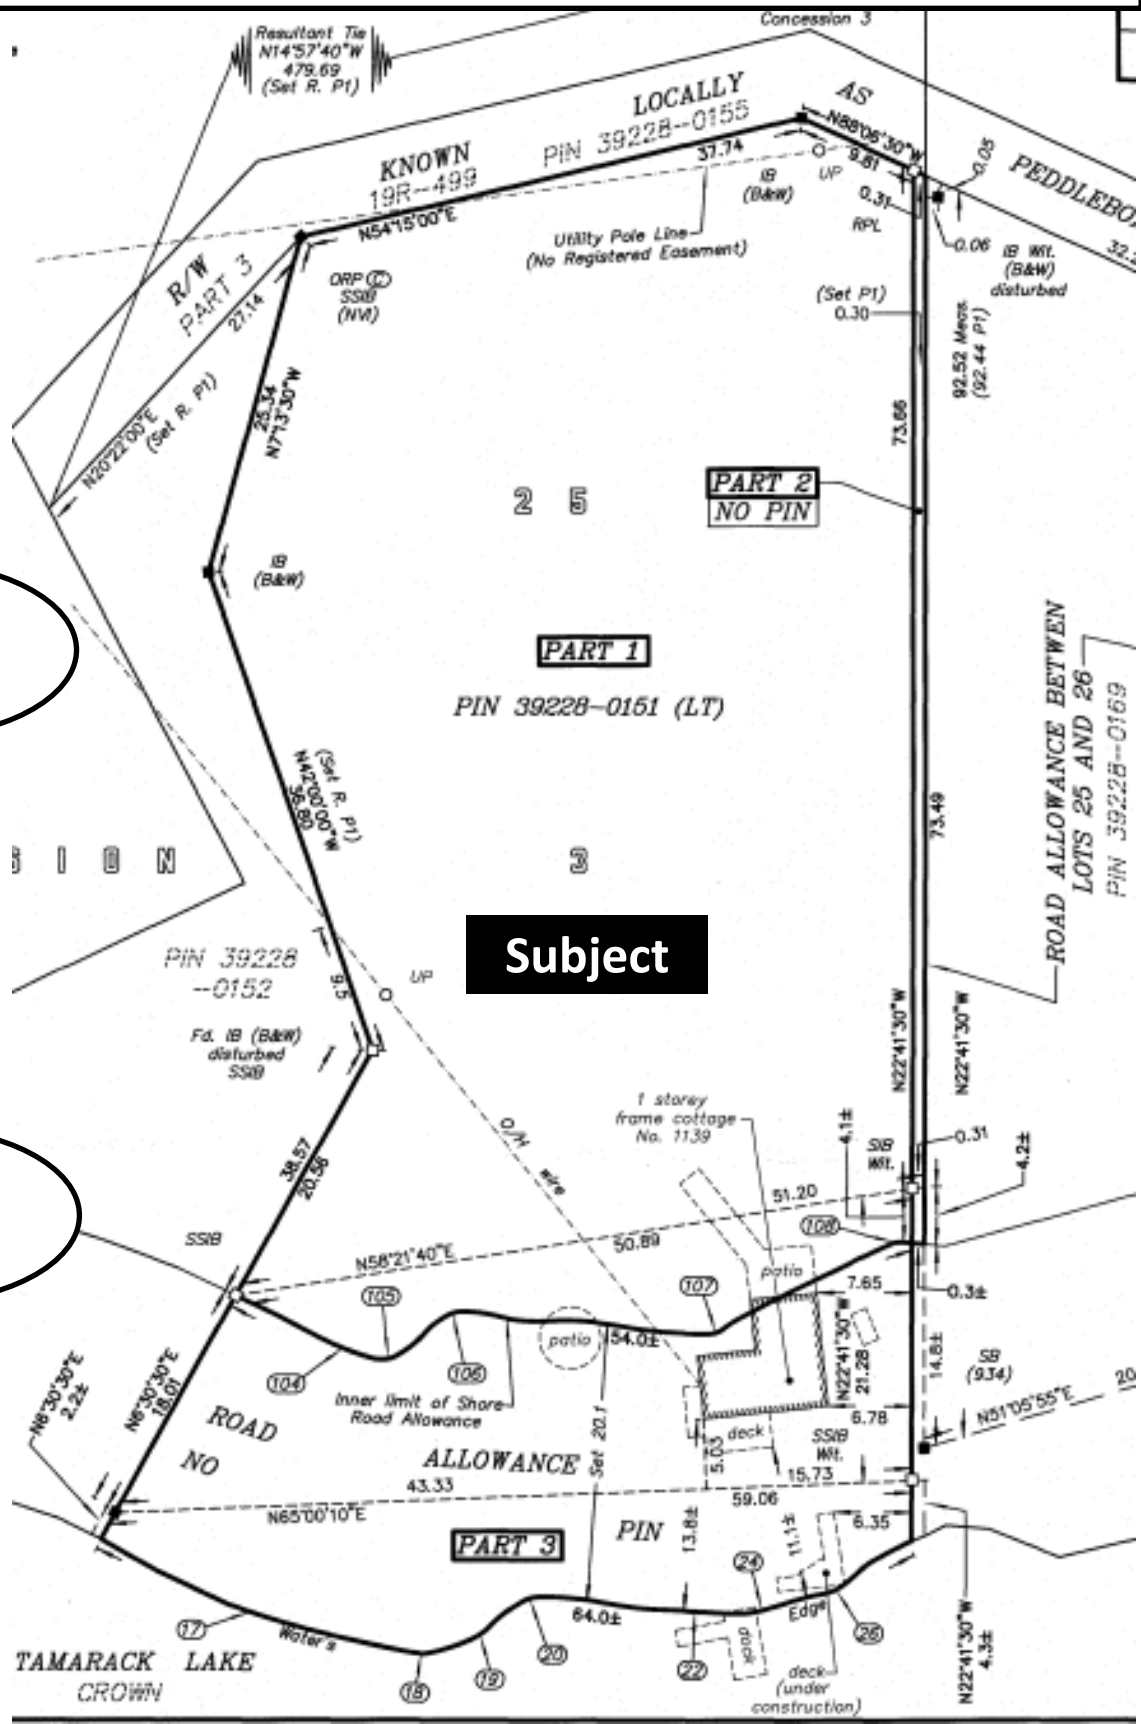 Concession 3
Resultant Tie
N14°57'40"W
479.69
(Set R. P1)
LOCALLY
AS
KNOWN
PIN 39228-0155
19R-499
37.74
N88°06'30"W
9.81
0.05
PEDDLEBO
N54°15'00"E
IB
(B&W)
UP
0.31
RPL
0.06
IB Wit.
(B&W)
disturbed
32.2
Utility Pole Line
(No Registered Easement)
R/W
PART 3
27.14
ORP Ⓒ
SSIB
(NVI)
(Set P1)
0.30
92.52 Meas.
(92.44 P1)
N20°22'00"E
(Set R. P1)
25.34
N7°13'30"W
73.66
2 5
PART 2
NO PIN
IB
(B&W)
PART 1
PIN 39228-0151 (LT)
ROAD ALLOWANCE BETWEN
LOTS 25 AND 26
PIN 39228-0169
(Set R. P1)
N42°00'00"W
36.80
73.49
S I O N
3
Subject
PIN 39228
-0152
9.5
UP
Fd. IB (B&W)
disturbed
SSIB
N22°41'30"W
N22°41'30"W
1 storey
frame cottage
No. 1139
O/H wire
4.1±
SIB
Wit.
0.31
4.2±
38.57
20.56
51.20
SSIB
N58°21'40"E
50.89
108
patio
7.65
0.3±
105
107
patio
54.0±
106
104
N22°41'30"W
21.28
14.8±
SB
(934)
N6°30'30"E
2.2±
N6°30'30"E
18.01
Inner limit of Shore
Road Allowance
N51°05'55"E
20
ROAD
ALLOWANCE
Set 20.1
deck
5.03
6.78
SSIB
Wit.
NO
43.33
15.73
N65°00'10"E
59.06
PART 3
PIN
13.8±
11.1±
6.35
24
17
Water's
64.0±
Edge
26
N22°41'30"W
4.3±
TAMARACK LAKE
CROWN
18
19
20
22
dock
deck
(under
construction)